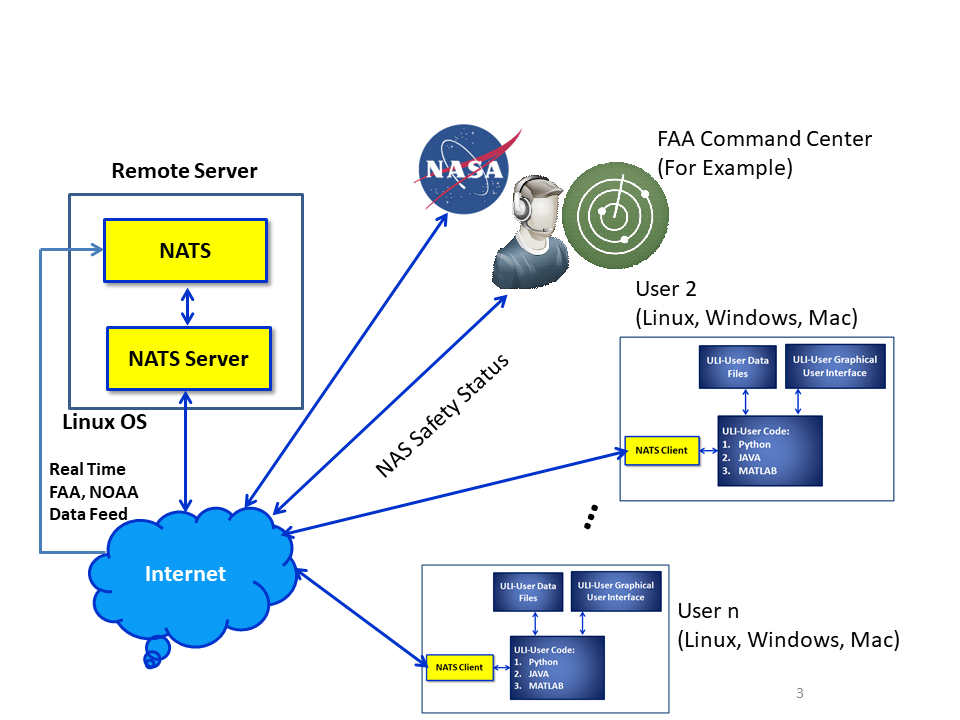 NASA
FAA Command Center
(For Example)
Remote Server
NATS
NATS Server
Linux OS
Real Time
FAA, NOAA
Data Feed
Internet
NAS Safety Status
User 2
(Linux, Windows, Mac)
ULI-User Data
Files
ULI-User Graphical
User Interface
NATS Client
ULI-User Code:
1. Python
2. JAVA
3. MATLAB
...
ULI-User Data
Files
ULI-User Graphical
User Interface
NATS Client
ULI-User Code:
1. Python
2. JAVA
3. MATLAB
User n
(Linux, Windows, Mac)
3